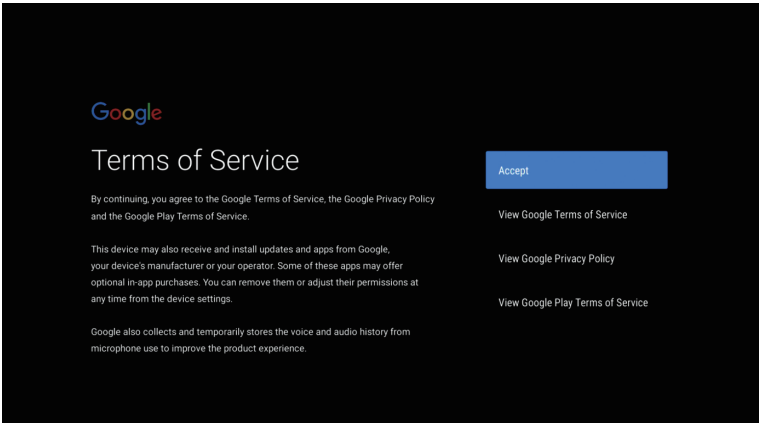 Google
Terms of Service
By continuing, you agree to the Google Terms of Service, the Google Privacy Policy
and the Google Play Terms of Service.
This device may also receive and install updates and apps from Google,
your device's manufacturer or your operator. Some of these apps may offer
optional in-app purchases. You can remove them or adjust their permissions at
any time from the device settings.
Google also collects and temporarily stores the voice and audio history from
microphone use to improve the product experience.
Accept
View Google Terms of Service
View Google Privacy Policy
View Google Play Terms of Service